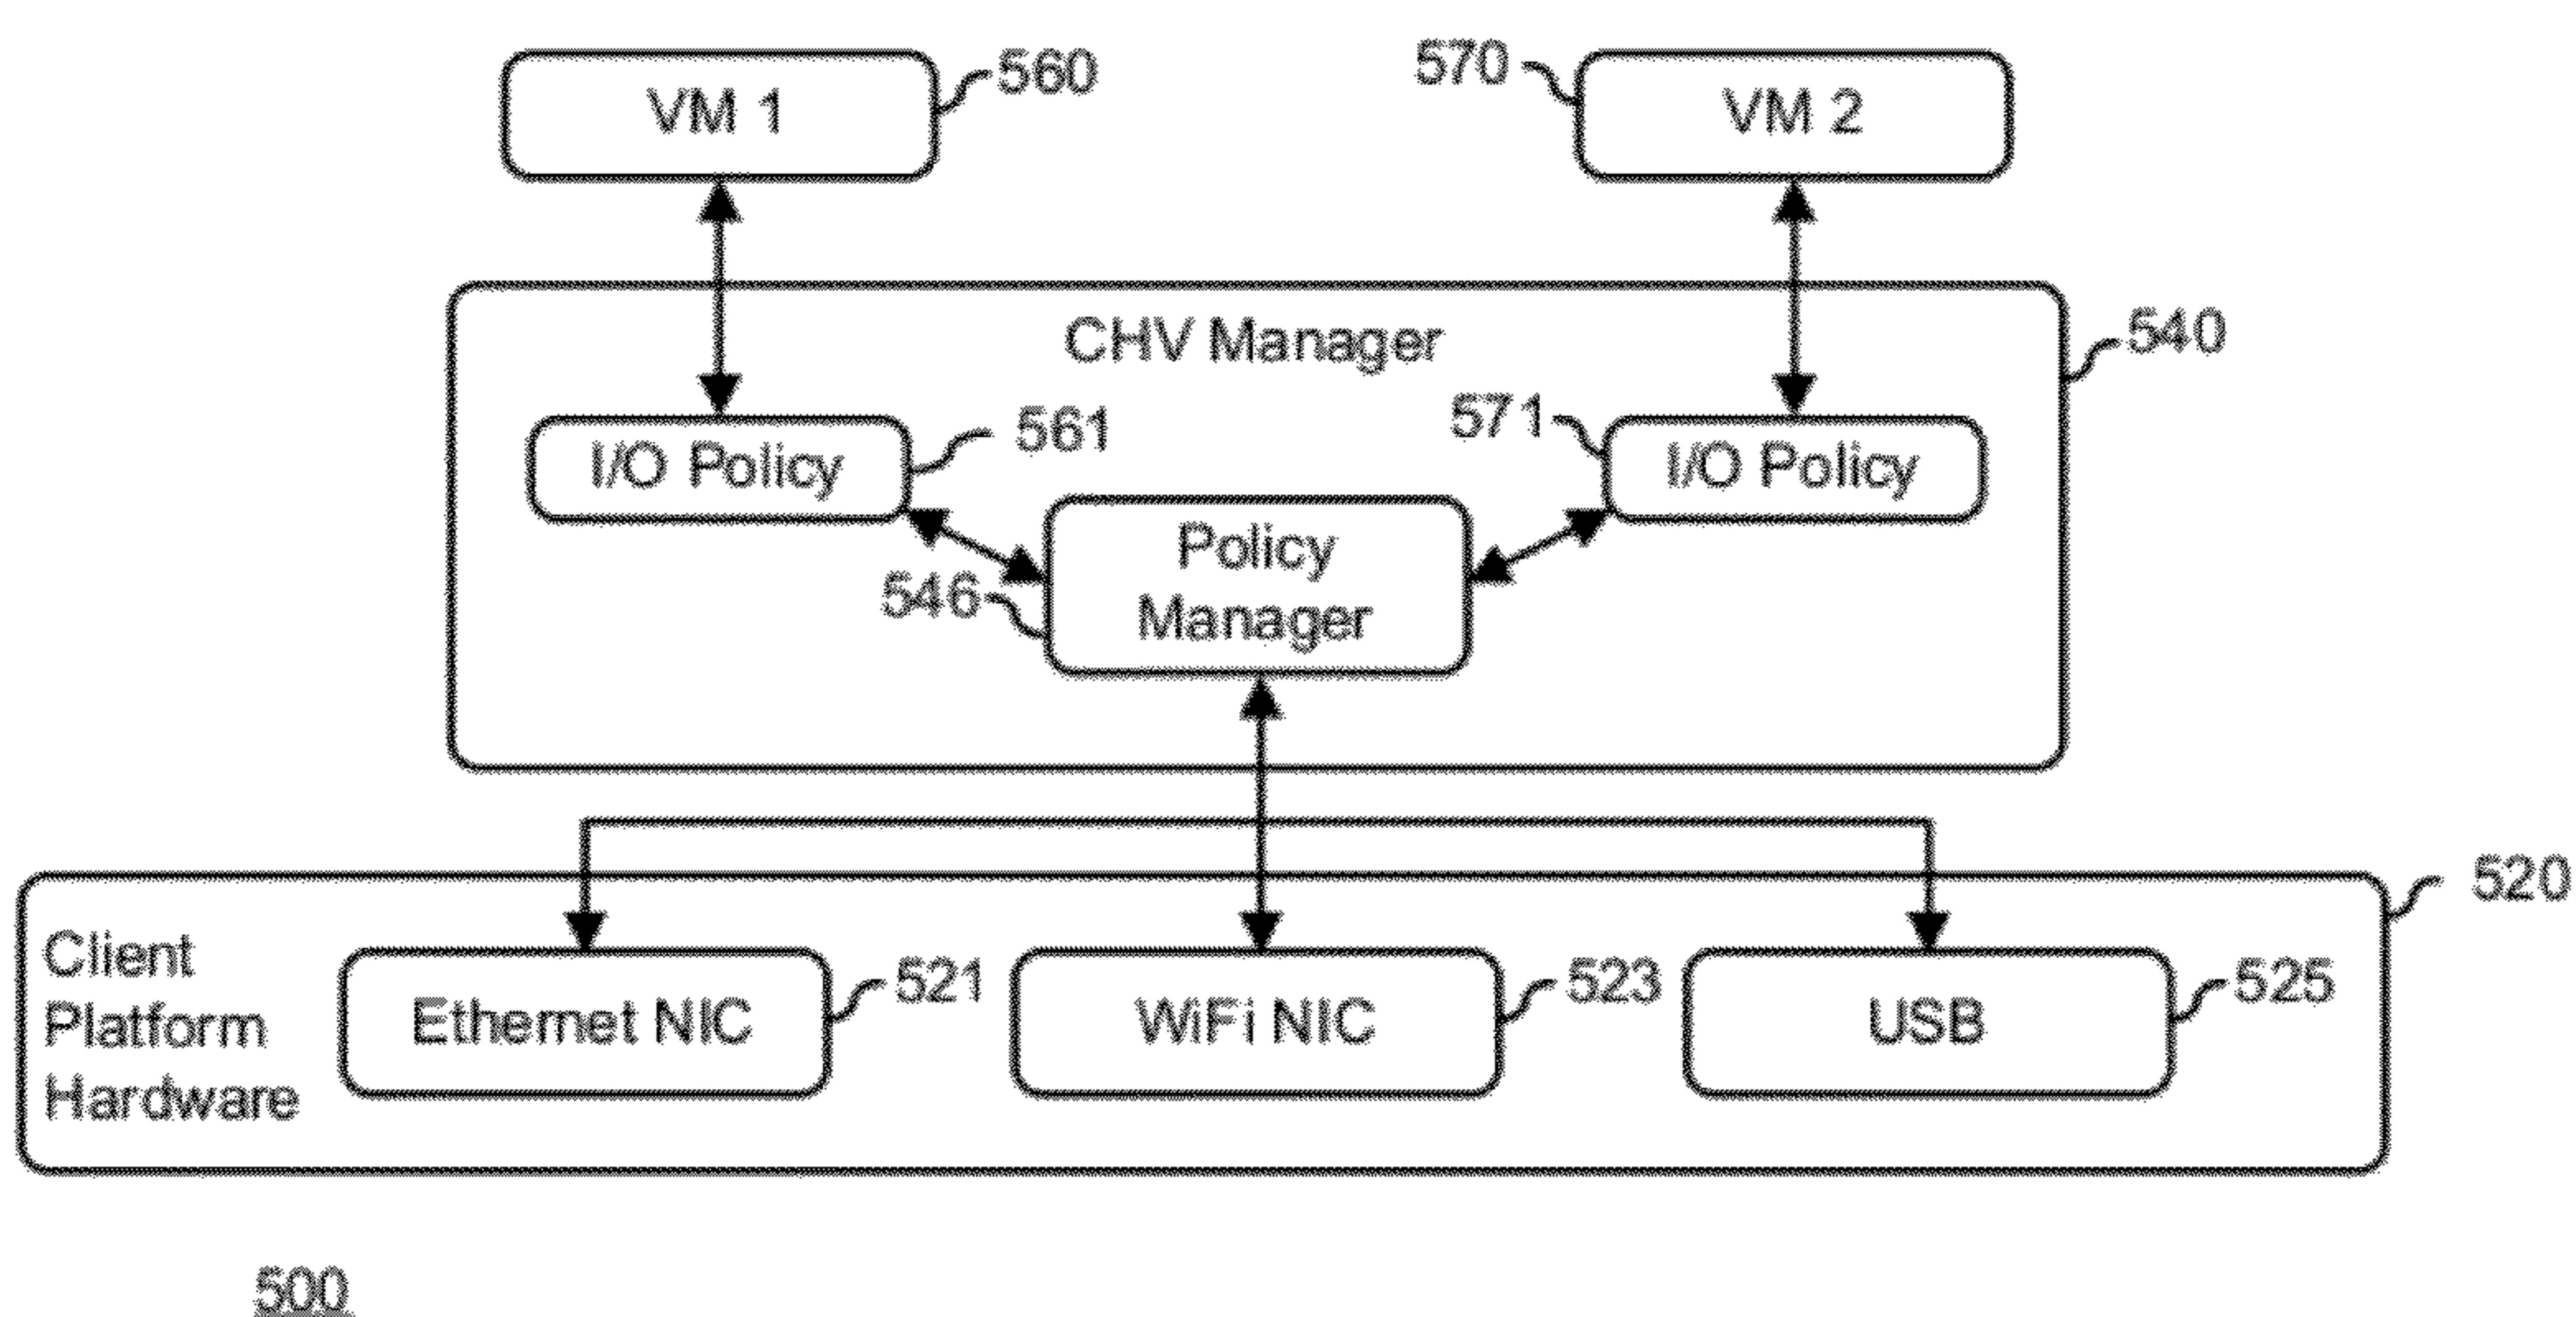 VM 1
560
570
VM 2
CHV Manager
540
I/O Policy
561
571
I/O Policy
Policy
Manager
546
520
Client
Platform
Hardware
Ethernet NIC
521
WiFi NIC
523
USB
525
500